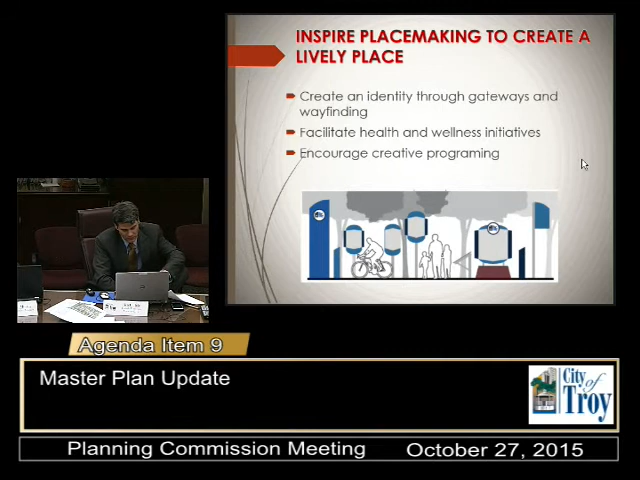 INSPIRE PLACEMAKING TO CREATE A
LIVELY PLACE
Create an identity through gateways and
wayfinding
Facilitate health and wellness initiatives
Encourage creative programing
Agenda Item 9
Master Plan Update
City
of
Troy
Planning Commission Meeting
October 27, 2015